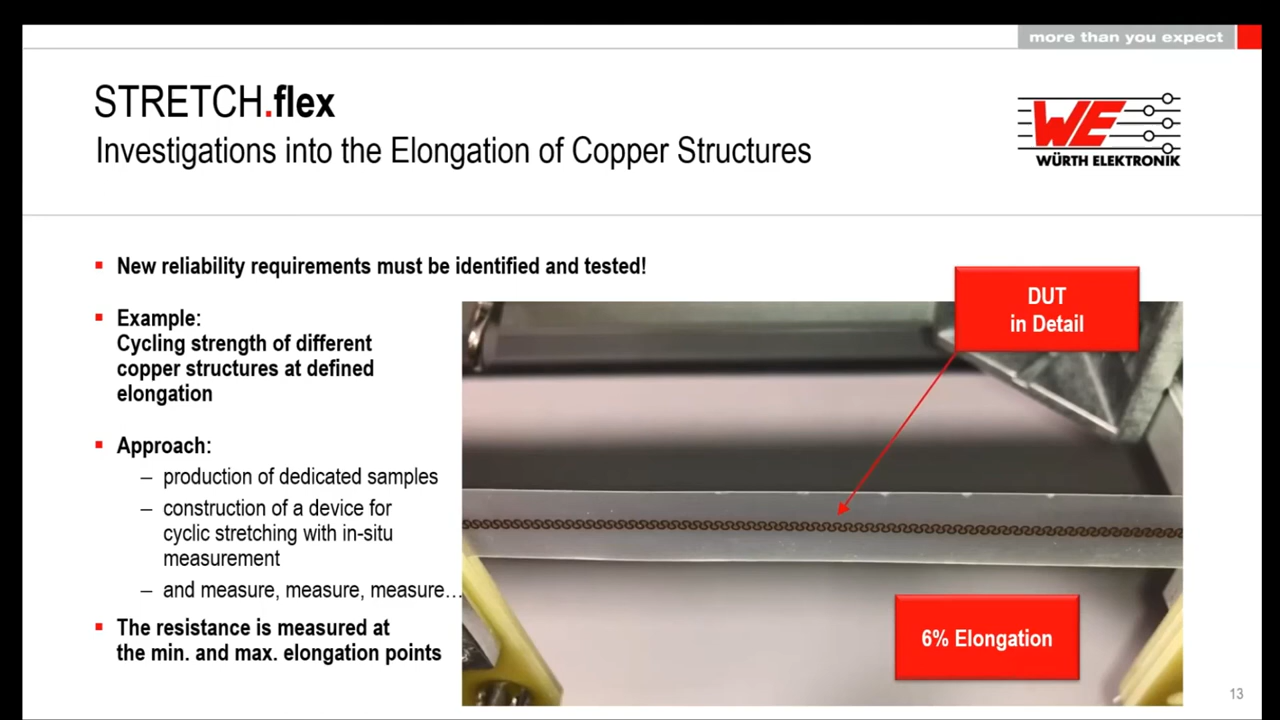 more than you expect
STRETCH.flex
Investigations into the Elongation of Copper Structures
WE
WÜRTH ELEKTRONIK
▪ New reliability requirements must be identified and tested!
▪ Example:
Cycling strength of different
copper structures at defined
elongation
▪ Approach:
– production of dedicated samples
– construction of a device for
cyclic stretching with in-situ
measurement
– and measure, measure, measure…
▪ The resistance is measured at
the min. and max. elongation points
DUT
in Detail
6% Elongation
13